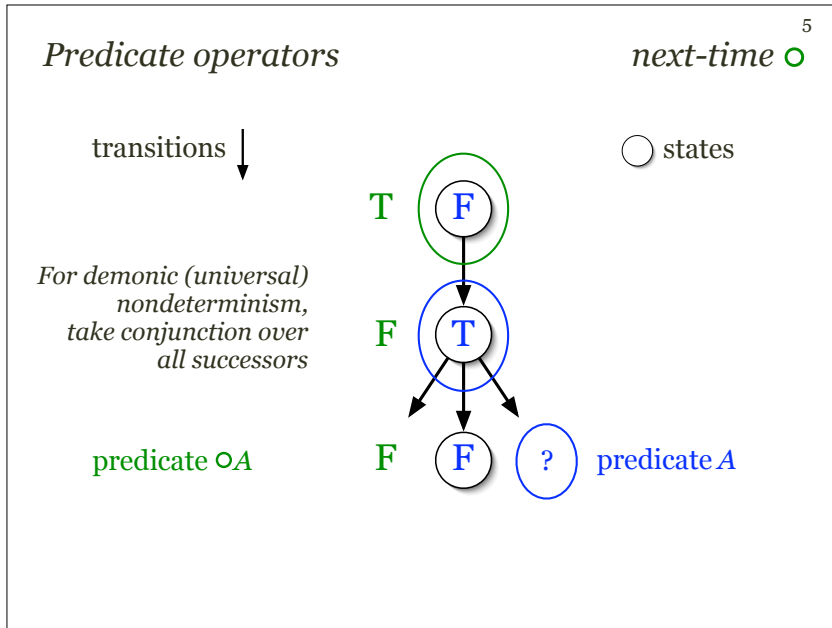 5
Predicate operators
next-time
transitions
states
T
F
For demonic (universal)
nondeterminism,
take conjunction over
all successors
F
T
predicate ○A
F
F
?
predicate A